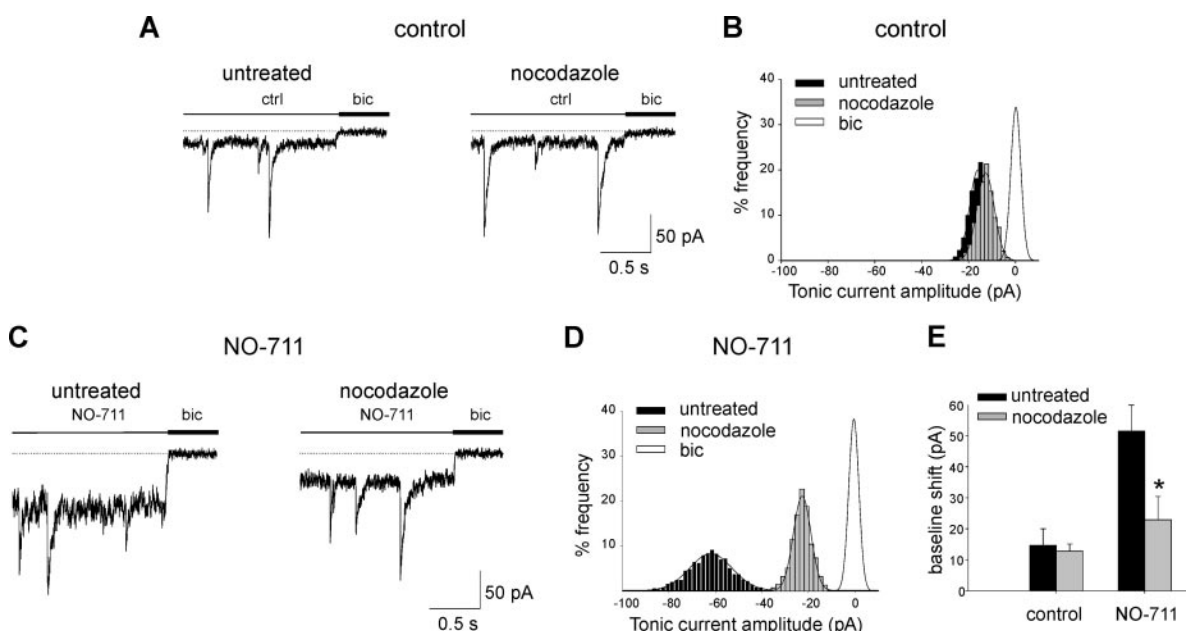 A
control
untreated
nocodazole
ctrl
bic
ctrl
bic
50 pA
0.5 s
B
control
untreated
nocodazole
bic
% frequency
40
30
20
10
0
-100
-80
-60
-40
-20
0
Tonic current amplitude (pA)
C
NO-711
untreated
nocodazole
NO-711
bic
NO-711
bic
50 pA
0.5 s
D
NO-711
untreated
nocodazole
bic
% frequency
40
30
20
10
-100
-80
-60
-40
-20
0
Tonic current amplitude (pA)
E
untreated
nocodazole
baseline shift (pA)
60
50
40
30
20
10
0
*
control
NO-711